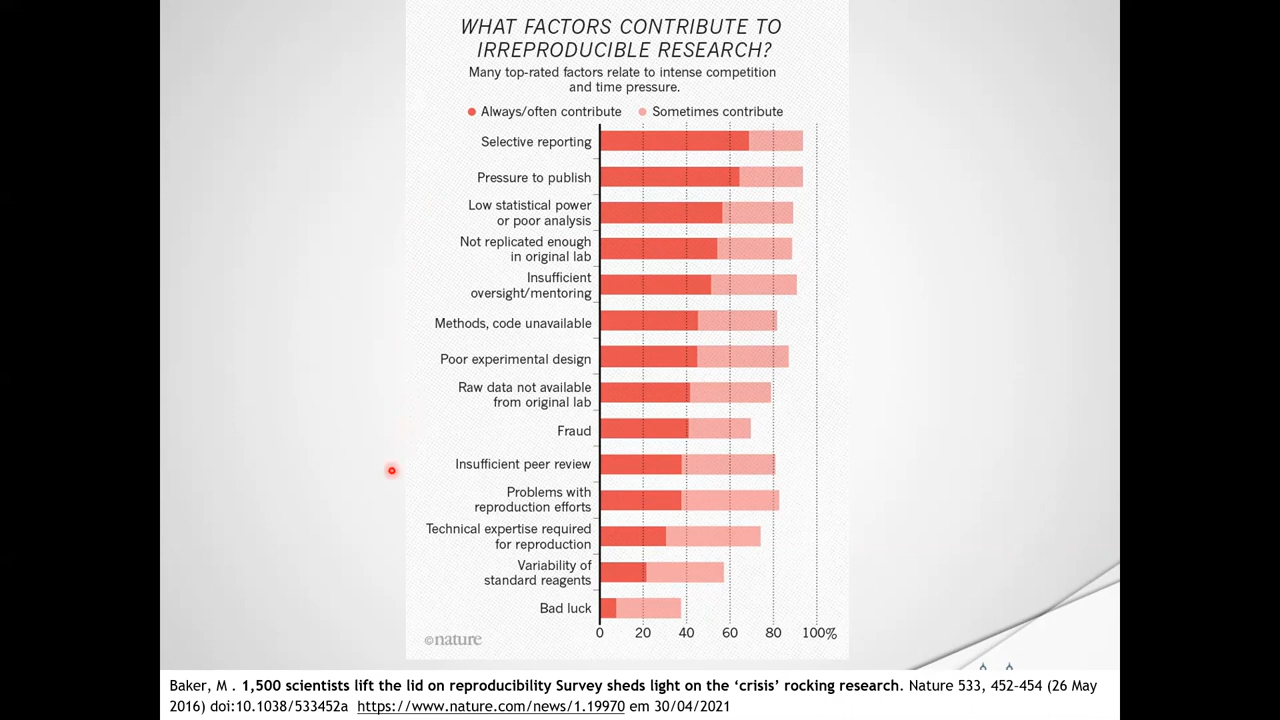 WHAT FACTORS CONTRIBUTE TO
IRREPRODUCIBLE RESEARCH?
Many top-rated factors relate to intense competition
and time pressure.
Always/often contribute Sometimes contribute
Selective reporting
Pressure to publish
Low statistical power
or poor analysis
Not replicated enough
in original lab
Insufficient
oversight/mentoring
Methods, code unavailable
Poor experimental design
Raw data not available
from original lab
Fraud
Insufficient peer review
Problems with
reproduction efforts
Technical expertise required
for reproduction
Variability of
standard reagents
Bad luck
0 20 40 60 80 100%
©nature
Baker, M . 1,500 scientists lift the lid on reproducibility Survey sheds light on the ‘crisis’ rocking research. Nature 533, 452–454 (26 May
2016) doi:10.1038/533452a https://www.nature.com/news/1.19970 em 30/04/2021